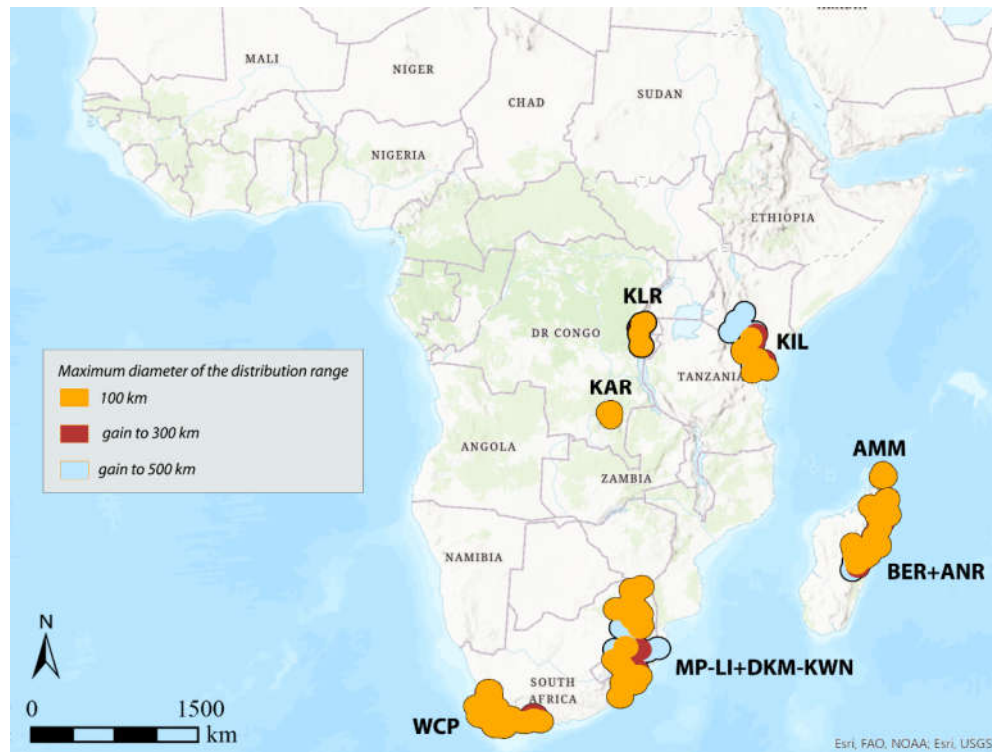 MALI
NIGER
CHAD
SUDAN
NIGERIA
ETHIOPIA
KLR
DR CONGO
KIL
TANZANIA
Maximum diameter of the distribution range
100 km
gain to 300 km
gain to 500 km
KAR
ANGOLA
AMM
ZAMBIA
NAMIBIA
BER+ANR
N
MP-LI+DKM-KWN
SOUTH
AFRICA
0 1500
km
WCP
Esri, FAO, NOAA; Esri, USGS